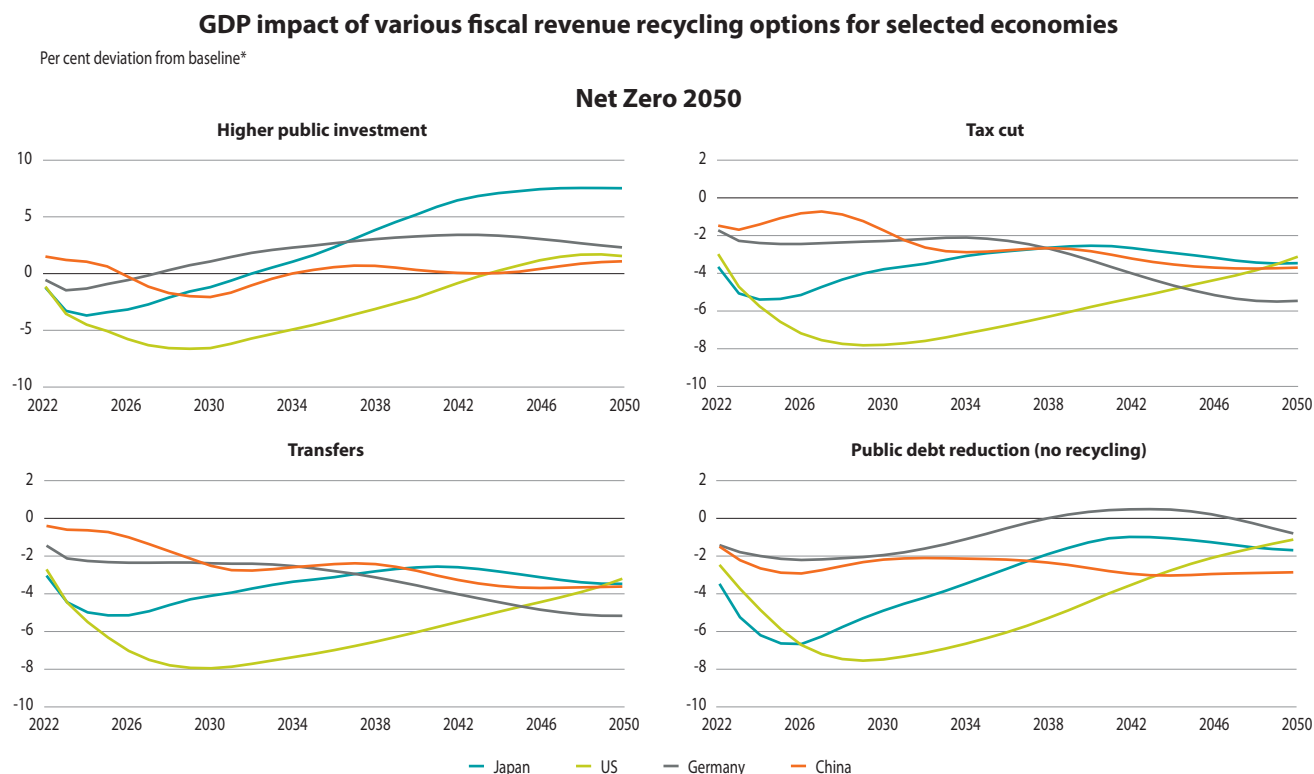 GDP impact of various fiscal revenue recycling options for selected economies
Per cent deviation from baseline*
Net Zero 2050
Higher public investment
10
5
0
-5
-10
2022 2026 2030 2034 2038 2042 2046 2050
Tax cut
2
0
-2
-4
-6
-8
-10
2022 2026 2030 2034 2038 2042 2046 2050
Transfers
2
0
-2
-4
-6
-8
-10
2022 2026 2030 2034 2038 2042 2046 2050
Public debt reduction (no recycling)
2
0
-2
-4
-6
-8
-10
2022 2026 2030 2034 2038 2042 2046 2050
Japan US Germany China